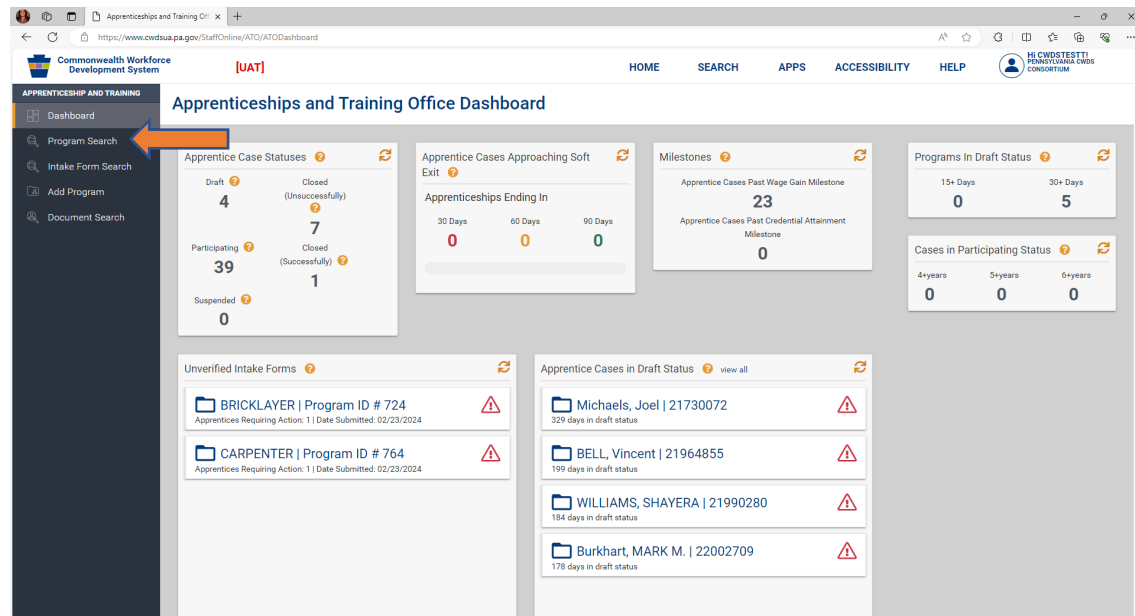 Apprenticeships and Training Off
https://www.cwdsua.pa.gov/StaffOnline/ATO/ATODashboard
Commonwealth Workforce
Development System
[UAT]
HOME SEARCH APPS ACCESSIBILITY HELP
Hi CWDSTESTT!
PENNSYLVANIA CWDS
CONSORTIUM
APPRENTICESHIP AND TRAINING
Dashboard
Program Search
Intake Form Search
Add Program
Document Search
Apprenticeships and Training Office Dashboard
Apprentice Case Statuses
Draft
4
Closed
(Unsuccessfully)
7
Participating
39
Closed
(Successfully)
1
Suspended
0
Apprentice Cases Approaching Soft
Exit
Apprenticeships Ending In
30 Days 60 Days 90 Days
0 0 0
Milestones
Apprentice Cases Past Wage Gain Milestone
23
Apprentice Cases Past Credential Attainment
Milestone
0
Programs In Draft Status
15+ Days 30+ Days
0 5
Cases in Participating Status
4+years 5+years 6+years
0 0 0
Unverified Intake Forms
BRICKLAYER | Program ID # 724
Apprentices Requiring Action: 1 | Date Submitted: 02/23/2024
CARPENTER | Program ID # 764
Apprentices Requiring Action: 1 | Date Submitted: 02/23/2024
Apprentice Cases in Draft Status view all
Michaels, Joel | 21730072
329 days in draft status
BELL, Vincent | 21964855
199 days in draft status
WILLIAMS, SHAYERA | 21990280
184 days in draft status
Burkhart, MARK M. | 22002709
178 days in draft status